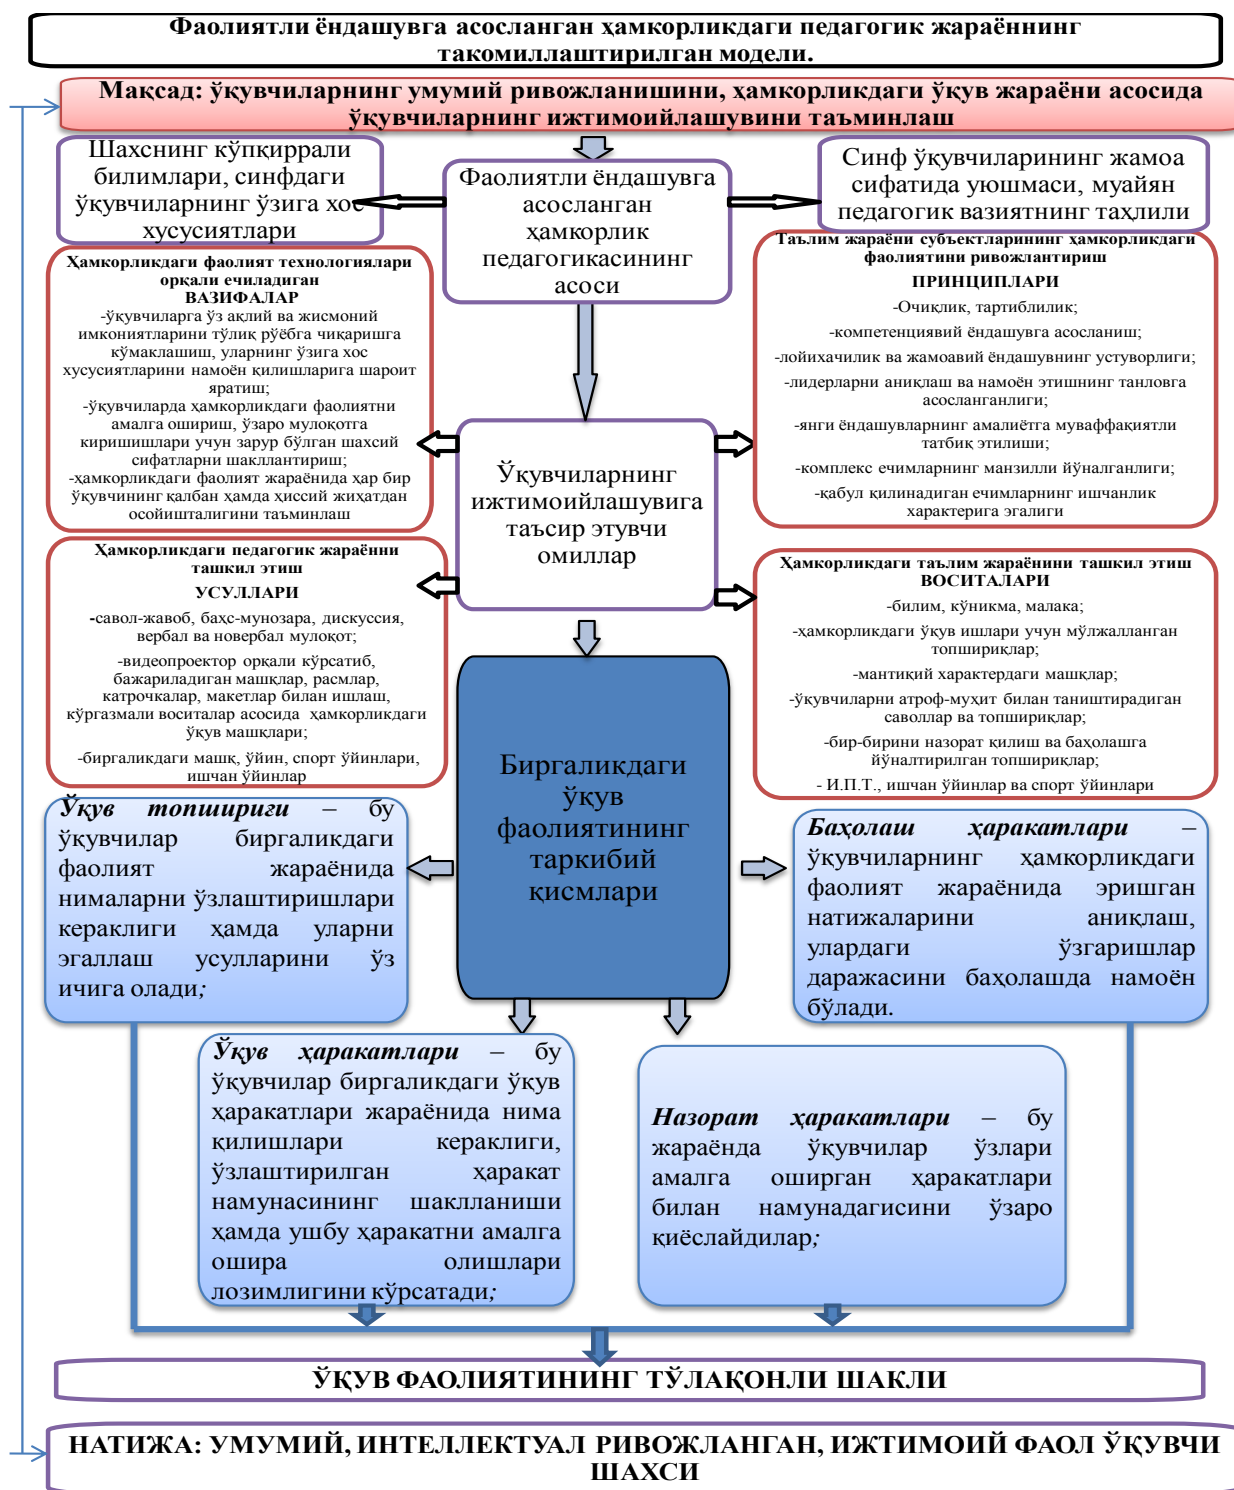 Фаолиятли ёндашувга асосланган ҳамкорликдаги педагогик жараённинг
такомиллаштирилган модели.
Мақсад: ўқувчиларнинг умумий ривожланишини, ҳамкорликдаги ўқув жараёни асосида
ўқувчиларнинг ижтимоийлашувини таъминлаш
Шахснинг кўпқиррали
билимлари, синфдаги
ўқувчиларнинг ўзига хос
хусусиятлари
Фаолиятли ёндашувга
асосланган
ҳамкорлик
педагогикасининг
асоси
Синф ўқувчиларининг жамоа
сифатида уюшмаси, муайян
педагогик вазиятнинг таҳлили
Ҳамкорликдаги фаолият технологиялари
орқали ечиладиган
ВАЗИФАЛАР
-ўқувчиларга ўз ақлий ва жисмоний
имкониятларини тўлиқ рўёбга чиқаришга
кўмаклашиш, уларнинг ўзига хос
хусусиятларини намоён қилишларига шароит
яратиш;
-ўқувчиларда ҳамкорликдаги фаолиятни
амалга ошириш, ўзаро мулоқотга
киришишлари учун зарур бўлган шахсий
сифатларни шакллантириш;
-ҳамкорликдаги фаолият жараёнида ҳар бир
ўқувчининг қалбан ҳамда ҳиссий жиҳатдан
осойишталигини таъминлаш
Таълим жараёни субъектларининг ҳамкорликдаги
фаолиятини ривожлантириш
ПРИНЦИПЛАРИ
-Очиқлик, тартиблилик;
-компетенциявий ёндашувга асосланиш;
-лойихачилик ва жамоавий ёндашувнинг устуворлиги;
-лидерларни аниқлаш ва намоён этишнинг танловга
асосланганлиги;
-янги ёндашувларнинг амалиётга муваффақиятли
татбиқ этилиши;
-комплекс ечимларнинг манзилли йўналганлиги;
-қабул қилинадиган ечимларнинг ишчанлик
характерига эгалиги
Ўқувчиларнинг
ижтимоийлашувига
таъсир этувчи
омиллар
Ҳамкорликдаги педагогик жараённи
ташкил этиш
УСУЛЛАРИ
-савол-жавоб, баҳс-мунозара, дискуссия,
вербал ва новербал мулоқот;
-видеопроектор орқали кўрсатиб,
бажариладиган машқлар, расмлар,
катрочкалар, макетлар билан ишлаш,
кўргазмали воситалар асосида ҳамкорликдаги
ўқув машқлари;
-биргаликдаги машқ, ўйин, спорт ўйинлари,
ишчан ўйинлар
Ҳамкорликдаги таълим жараёнини ташкил этиш
ВОСИТАЛАРИ
-билим, кўникма, малака;
-ҳамкорликдаги ўқув ишлари учун мўлжалланган
топшириқлар;
-мантиқий характердаги машқлар;
-ўқувчиларни атроф-муҳит билан таништирадиган
саволлар ва топшириқлар;
-бир-бирини назорат қилиш ва баҳолашга
йўналтирилган топшириқлар;
- И.П.Т., ишчан ўйинлар ва спорт ўйинлари
Биргаликдаги
ўқув
фаолиятининг
таркибий
қисмлари
Ўқув топшириғи – бу
ўқувчилар биргаликдаги
фаолият жараёнида
нималарни ўзлаштиришлари
кераклиги ҳамда уларни
эгаллаш усулларини ўз
ичига олади;
Баҳолаш ҳаракатлари –
ўқувчиларнинг ҳамкорликдаги
фаолият жараёнида эришган
натижаларини аниқлаш,
улардаги ўзгаришлар
даражасини баҳолашда намоён
бўлади.
Ўқув ҳаракатлари – бу
ўқувчилар биргаликдаги ўқув
ҳаракатлари жараёнида нима
қилишлари кераклиги,
ўзлаштирилган ҳаракат
намунасининг шаклланиши
ҳамда ушбу ҳаракатни амалга
ошира олишлари
лозимлигини кўрсатади;
Назорат ҳаракатлари – бу
жараёнда ўқувчилар ўзлари
амалга оширган ҳаракатлари
билан намунадагисини ўзаро
қиёслайдилар;
ЎҚУВ ФАОЛИЯТИНИНГ ТЎЛАҚОНЛИ ШАКЛИ
НАТИЖА: УМУМИЙ, ИНТЕЛЛЕКТУАЛ РИВОЖЛАНГАН, ИЖТИМОИЙ ФАОЛ ЎҚУВЧИ
ШАХСИ